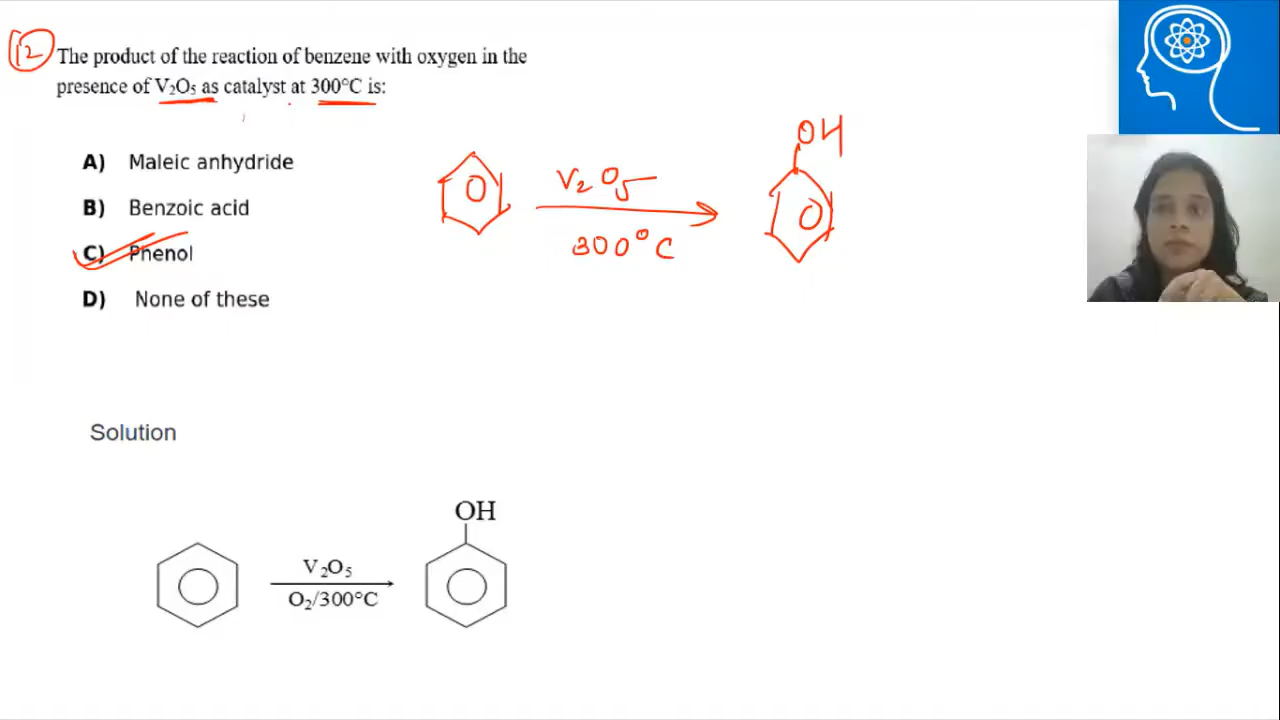 12
The product of the reaction of benzene with oxygen in the
presence of V₂O₅ as catalyst at 300°C is:
A) Maleic anhydride
B) Benzoic acid
C) Phenol
D) None of these
OH
V₂O₅
300°C
Solution
OH
V₂O₅
O₂/300°C